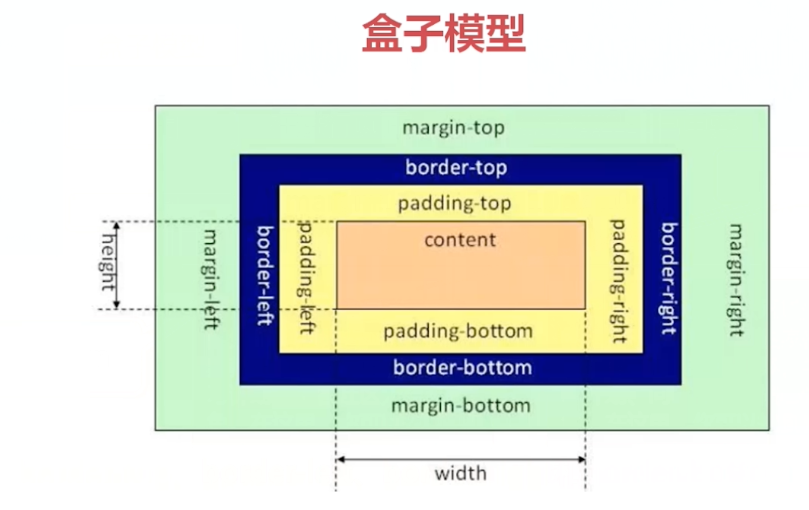 盒子模型
margin-top
border-top
padding-top
content
height
margin-left
border-left
padding-left
padding-right
border-right
margin-right
padding-bottom
border-bottom
margin-bottom
width